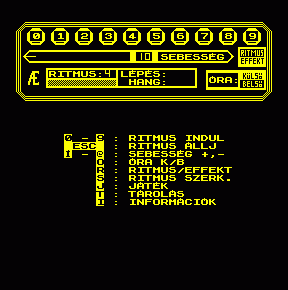 0 1 2 3 4 5 6 7 8 9
10 SEBESSÉG
RITMUS
EFFEKT
Æ RITMUS:4 LÉPÉS:
HANG:
ÓRA: KÜLSŐ
BELSŐ
0 - 9 : RITMUS INDUL
ESC : RITMUS ÁLLJ
1 - @ : SEBESSÉG +,-
Ó : ÓRA K/B
R : RITMUS/EFFEKT
S : RITMUS SZERK.
J : JÁTÉK
T : TÁROLÁS
I : INFORMÁCIÓK